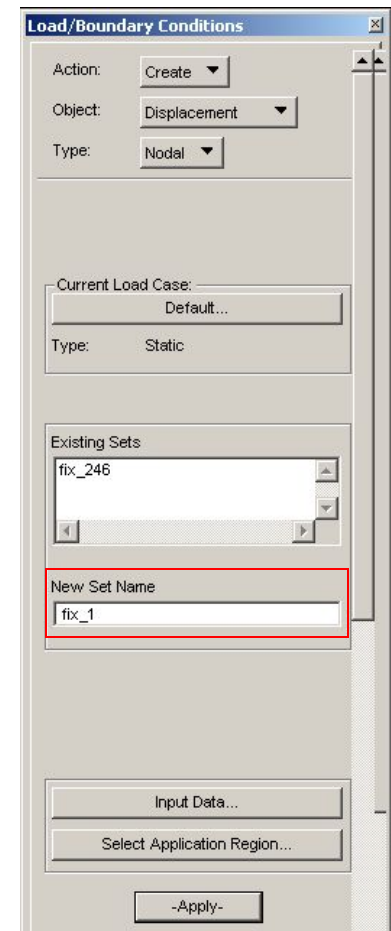 Load/Boundary Conditions
Action: Create
Object: Displacement
Type: Nodal
Current Load Case:
Default...
Type: Static
Existing Sets
fix_246
New Set Name
fix_1
Input Data...
Select Application Region...
-Apply-